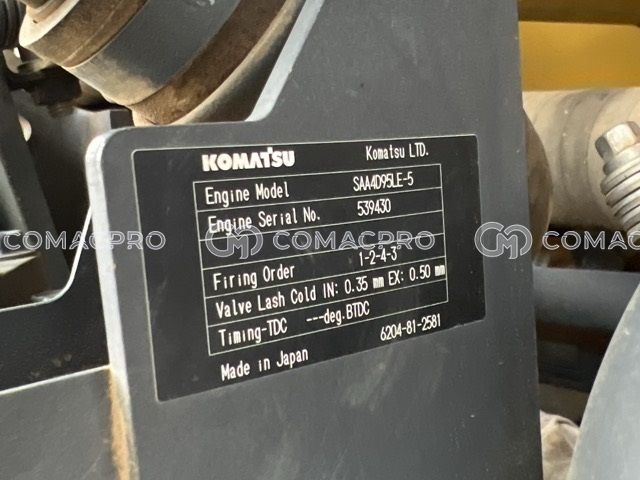 KOMATSU Komatsu LTD.
Engine Model SAA4D95LE-5
Engine Serial No. 539430
COMACPRO CM COMACPRO CM COMACPRO
Firing Order 1-2-4-3
Valve Lash Cold IN: 0.35 mm EX: 0.50 mm
Timing-TDC ---deg.BTDC
6204-81-2581
Made in Japan